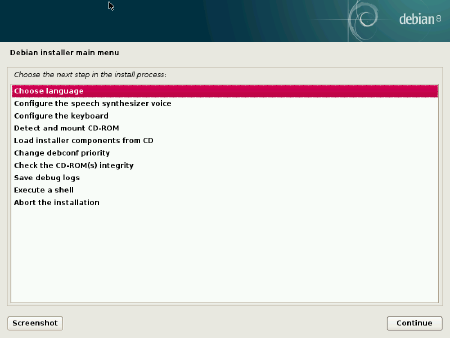 debian 8
Debian installer main menu
Choose the next step in the install process:
Choose language
Configure the speech synthesizer voice
Configure the keyboard
Detect and mount CD-ROM
Load installer components from CD
Change debconf priority
Check the CD-ROM(s) integrity
Save debug logs
Execute a shell
Abort the installation
Screenshot
Continue